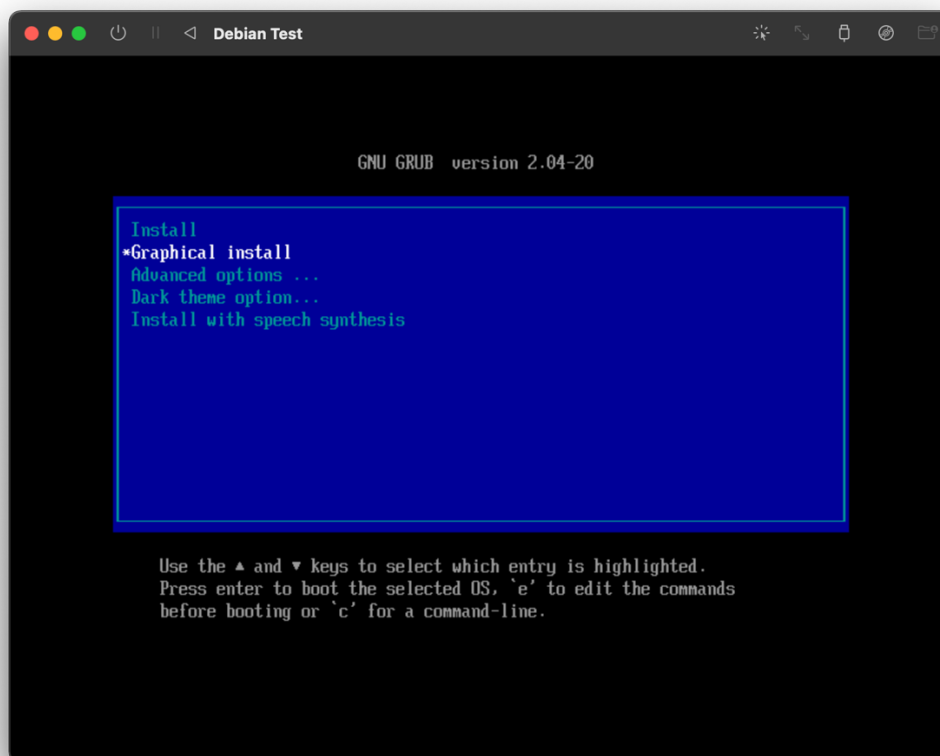 Debian Test
GNU GRUB version 2.04-20
Install
*Graphical install
Advanced options ...
Dark theme option...
Install with speech synthesis
Use the ▲ and ▼ keys to select which entry is highlighted.
Press enter to boot the selected OS, `e' to edit the commands
before booting or `c' for a command-line.